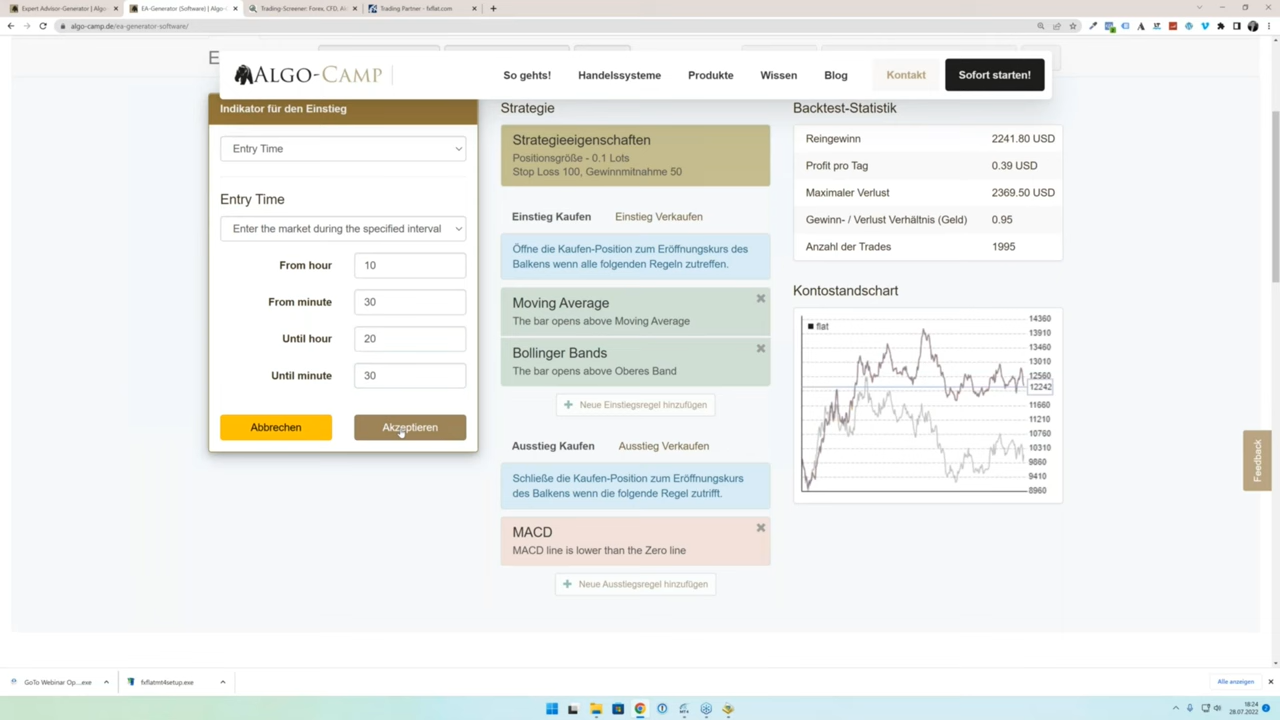 Expert Advisor-Generator | Algo-
EA-Generator (Software) | Algo-C
Trading-Screener: Forex, CFD, Ak
Trading Partner - fxflat.com
algo-camp.de/ea-generator-software/
E
ALGO-CAMP
So gehts!
Handelssysteme
Produkte
Wissen
Blog
Kontakt
Sofort starten!
Indikator für den Einstieg
Entry Time
Entry Time
Enter the market during the specified interval
From hour
10
From minute
30
Until hour
20
Until minute
30
Abbrechen
Akzeptieren
Strategie
Strategieeigenschaften
Positionsgröße - 0.1 Lots
Stop Loss 100, Gewinnmitnahme 50
Einstieg Kaufen
Einstieg Verkaufen
Öffne die Kaufen-Position zum Eröffnungskurs des
Balkens wenn alle folgenden Regeln zutreffen.
Moving Average
The bar opens above Moving Average
Bollinger Bands
The bar opens above Oberes Band
Neue Einstiegsregel hinzufügen
Ausstieg Kaufen
Ausstieg Verkaufen
Schließe die Kaufen-Position zum Eröffnungskurs
des Balkens wenn die folgende Regel zutrifft.
MACD
MACD line is lower than the Zero line
Neue Ausstiegsregel hinzufügen
Backtest-Statistik
Reingewinn 2241.80 USD
Profit pro Tag 0.39 USD
Maximaler Verlust 2369.50 USD
Gewinn- / Verlust Verhältnis (Geld) 0.95
Anzahl der Trades 1995
Kontostandschart
flat
14360
13910
13460
13010
12560
12242
11660
11210
10760
10310
9860
9410
8960
Feedback
GoTo Webinar Op....exe
fxflatmt4setup.exe
Alle anzeigen
18:24
28.07.2022